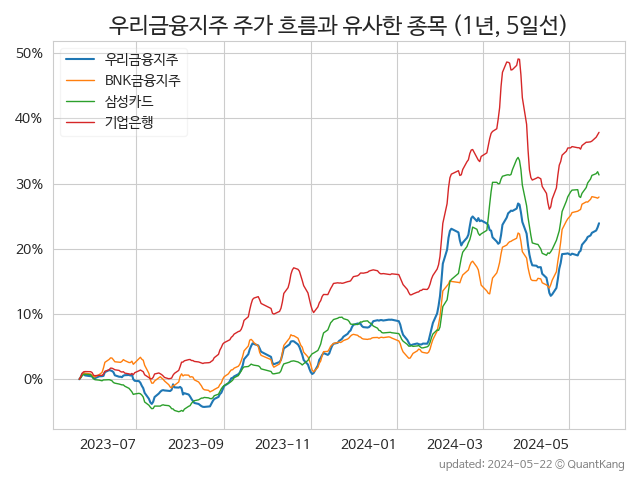 우리금융지주 주가 흐름과 유사한 종목 (1년, 5일선)
50%
40%
30%
20%
10%
0%
우리금융지주
BNK금융지주
삼성카드
기업은행
2023-07
2023-09
2023-11
2024-01
2024-03
2024-05
updated: 2024-05-22 © QuantKang